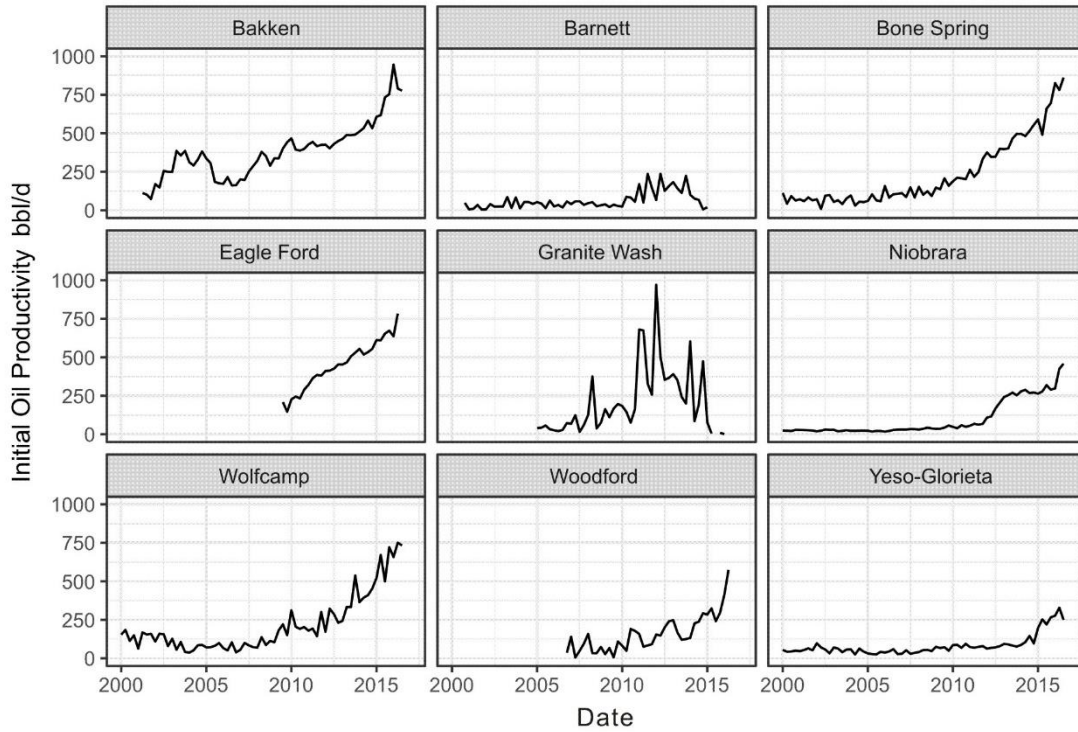 Initial Oil Productivity bbl/d
Bakken
Barnett
Bone Spring
1000
750
500
250
0
Eagle Ford
Granite Wash
Niobrara
1000
750
500
250
0
Wolfcamp
Woodford
Yeso-Glorieta
1000
750
500
250
0
2000 2005 2010 2015
2000 2005 2010 2015
2000 2005 2010 2015
Date